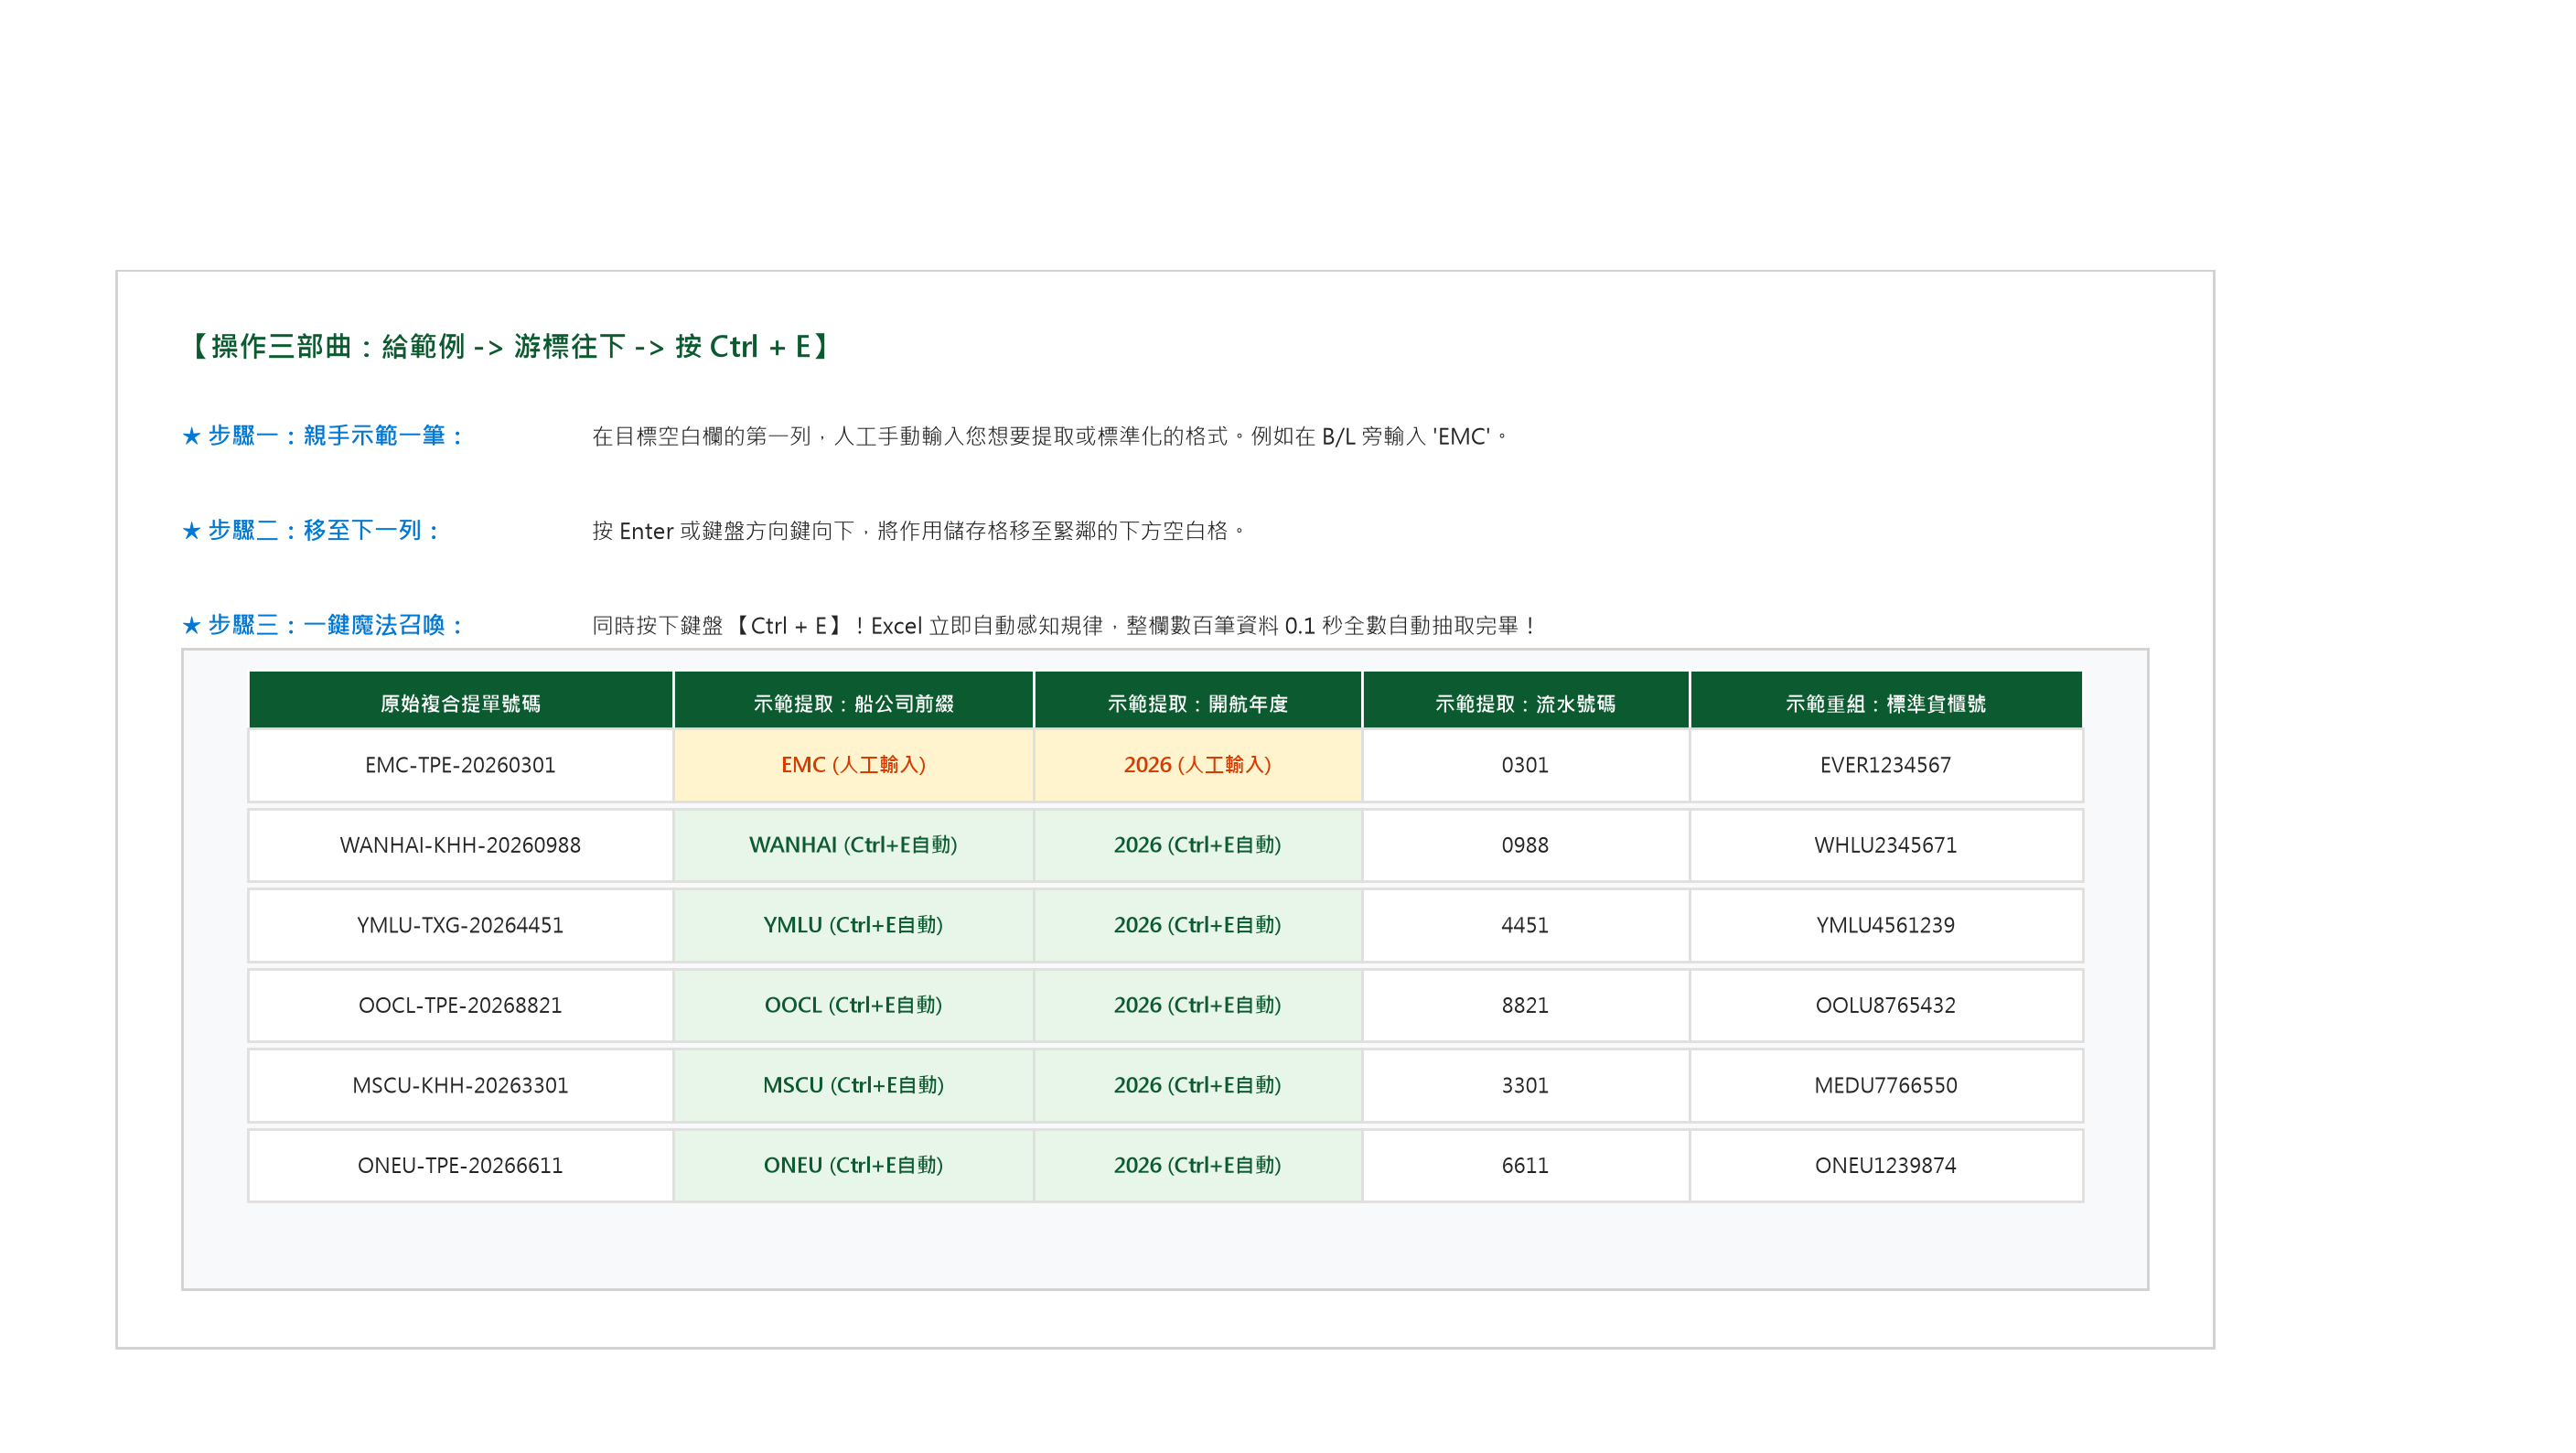 【操作三部曲：給範例 -> 游標往下 -> 按 Ctrl + E】
★ 步驟一：親手示範一筆： 在目標空白欄的第一列，人工手動輸入您想要提取或標準化的格式。例如在 B/L 旁輸入 'EMC'。
★ 步驟二：移至下一列： 按 Enter 或鍵盤方向鍵向下，將作用儲存格移至緊鄰的下方空白格。
★ 步驟三：一鍵魔法召喚： 同時按下鍵盤【Ctrl + E】！Excel 立即自動感知規律，整欄數百筆資料 0.1 秒全數自動抽取完畢！
原始複合提單號碼 示範提取：船公司前綴 示範提取：開航年度 示範提取：流水號碼 示範重組：標準貨櫃號
EMC-TPE-20260301 EMC (人工輸入) 2026 (人工輸入) 0301 EVER1234567
WANHAI-KHH-20260988 WANHAI (Ctrl+E自動) 2026 (Ctrl+E自動) 0988 WHLU2345671
YMLU-TXG-20264451 YMLU (Ctrl+E自動) 2026 (Ctrl+E自動) 4451 YMLU4561239
OOCL-TPE-20268821 OOCL (Ctrl+E自動) 2026 (Ctrl+E自動) 8821 OOLU8765432
MSCU-KHH-20263301 MSCU (Ctrl+E自動) 2026 (Ctrl+E自動) 3301 MEDU7766550
ONEU-TPE-20266611 ONEU (Ctrl+E自動) 2026 (Ctrl+E自動) 6611 ONEU1239874